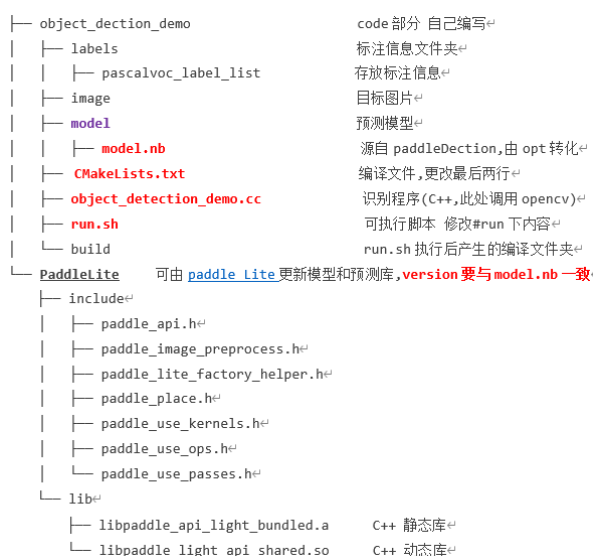 ├── object_dection_demo code部分 自己编写↵
│ ├── labels 标注信息文件夹↵
│ │ ├── pascalvoc_label_list 存放标注信息↵
│ ├── image 目标图片↵
│ ├── model 预测模型↵
│ │ ├── model.nb 源自 paddleDection,由 opt 转化↵
│ ├── CMakeLists.txt 编译文件,更改最后两行↵
│ ├── object_detection_demo.cc 识别程序(C++,此处调用 opencv)↵
│ ├── run.sh 可执行脚本 修改#run 下内容↵
│ └── build run.sh 执行后产生的编译文件夹↵
└── PaddleLite 可由 paddle Lite 更新模型和预测库,version 要与 model.nb 一致↵
├── include↵
│ ├── paddle_api.h↵
│ ├── paddle_image_preprocess.h↵
│ ├── paddle_lite_factory_helper.h↵
│ ├── paddle_place.h↵
│ ├── paddle_use_kernels.h↵
│ ├── paddle_use_ops.h↵
│ └── paddle_use_passes.h↵
└── lib↵
├── libpaddle_api_light_bundled.a C++ 静态库↵
└── libpaddle_light_api_shared.so C++ 动态库↵